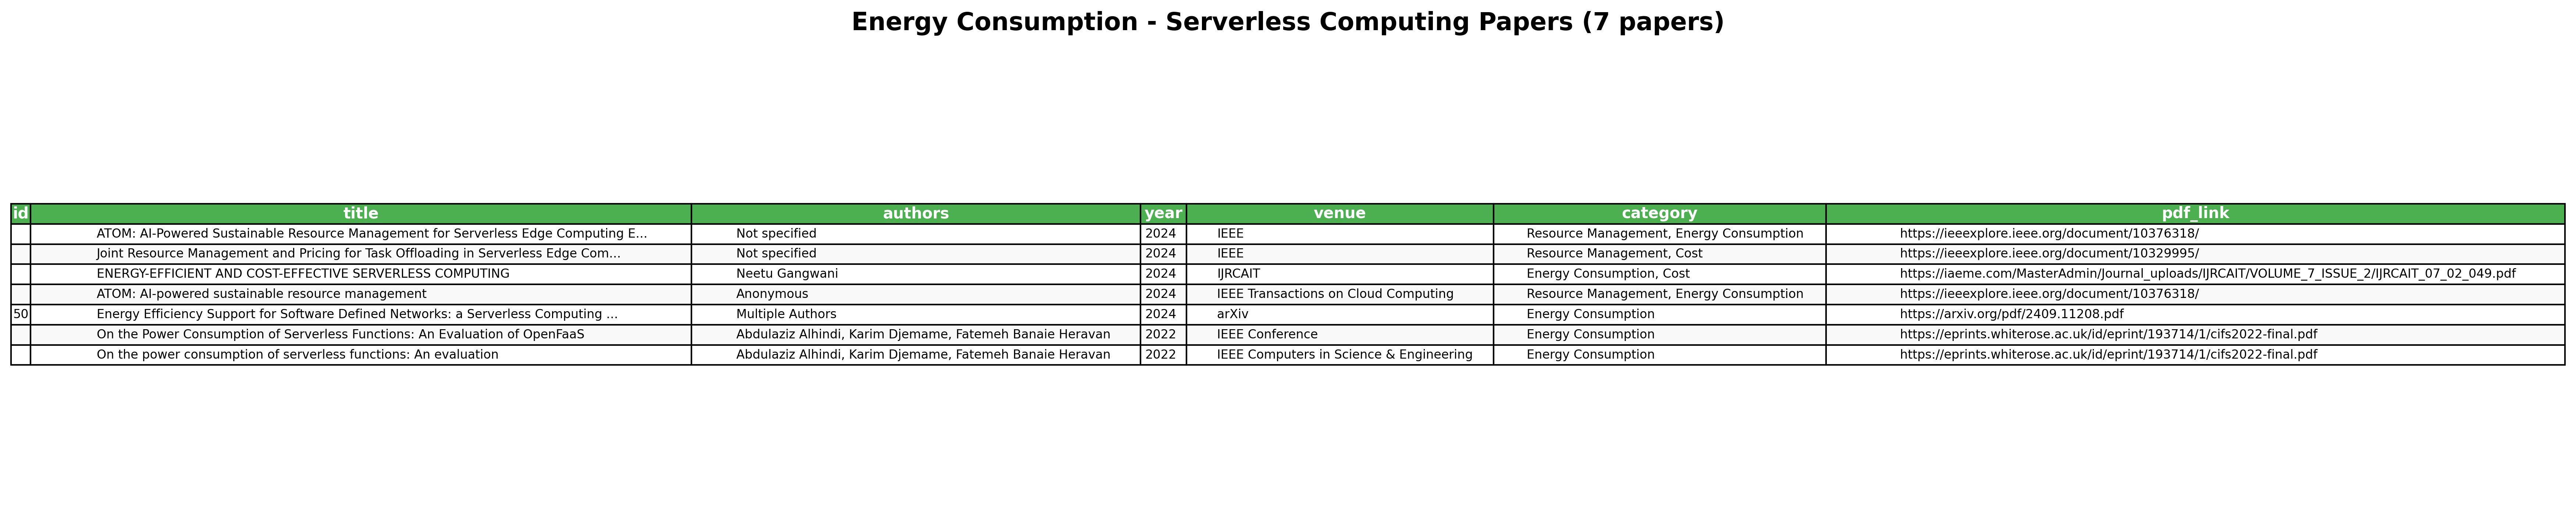 Energy Consumption - Serverless Computing Papers (7 papers)
id title authors year venue category pdf_link
ATOM: AI-Powered Sustainable Resource Management for Serverless Edge Computing E... Not specified 2024 IEEE Resource Management, Energy Consumption https://ieeexplore.ieee.org/document/10376318/
Joint Resource Management and Pricing for Task Offloading in Serverless Edge Com... Not specified 2024 IEEE Resource Management, Cost https://ieeexplore.ieee.org/document/10329995/
ENERGY-EFFICIENT AND COST-EFFECTIVE SERVERLESS COMPUTING Neetu Gangwani 2024 IJRCAIT Energy Consumption, Cost https://iaeme.com/MasterAdmin/Journal_uploads/IJRCAIT/VOLUME_7_ISSUE_2/IJRCAIT_07_02_049.pdf
ATOM: AI-powered sustainable resource management Anonymous 2024 IEEE Transactions on Cloud Computing Resource Management, Energy Consumption https://ieeexplore.ieee.org/document/10376318/
50 Energy Efficiency Support for Software Defined Networks: a Serverless Computing ... Multiple Authors 2024 arXiv Energy Consumption https://arxiv.org/pdf/2409.11208.pdf
On the Power Consumption of Serverless Functions: An Evaluation of OpenFaaS Abdulaziz Alhindi, Karim Djemame, Fatemeh Banaie Heravan 2022 IEEE Conference Energy Consumption https://eprints.whiterose.ac.uk/id/eprint/193714/1/cifs2022-final.pdf
On the power consumption of serverless functions: An evaluation Abdulaziz Alhindi, Karim Djemame, Fatemeh Banaie Heravan 2022 IEEE Computers in Science & Engineering Energy Consumption https://eprints.whiterose.ac.uk/id/eprint/193714/1/cifs2022-final.pdf